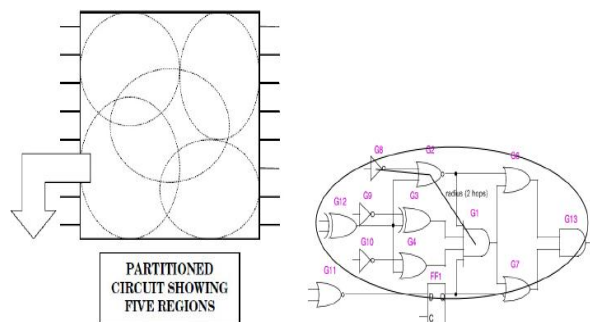 PARTITIONED
CIRCUIT SHOWING
FIVE REGIONS
G8
G2
G6
radius (2 hops)
G12
G9
G3
G1
G13
G10
G4
G11
FF1
G7
D
Q
C